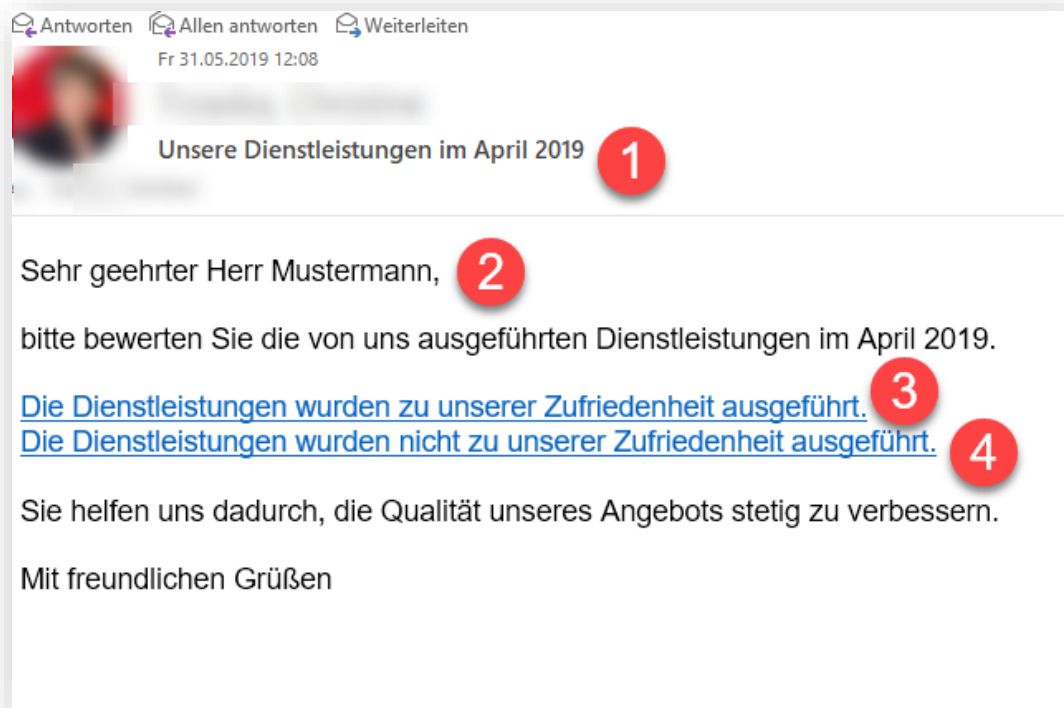 Antworten Allen antworten Weiterleiten
Fr 31.05.2019 12:08
Unsere Dienstleistungen im April 2019 1
Sehr geehrter Herr Mustermann, 2
bitte bewerten Sie die von uns ausgeführten Dienstleistungen im April 2019.
Die Dienstleistungen wurden zu unserer Zufriedenheit ausgeführt. 3
Die Dienstleistungen wurden nicht zu unserer Zufriedenheit ausgeführt. 4
Sie helfen uns dadurch, die Qualität unseres Angebots stetig zu verbessern.
Mit freundlichen Grüßen